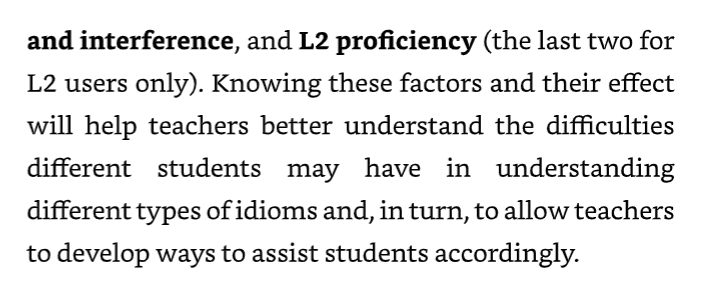 and interference, and L2 proficiency (the last two for
L2 users only). Knowing these factors and their effect
will help teachers better understand the difficulties
different students may have in understanding
different types of idioms and, in turn, to allow teachers
to develop ways to assist students accordingly.